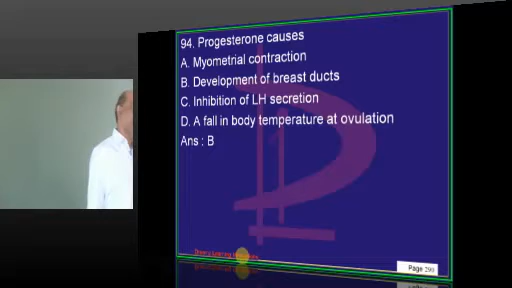 94. Progesterone causes
A. Myometrial contraction
B. Development of breast ducts
C. Inhibition of LH secretion
D. A fall in body temperature at ovulation
Ans : B
Page 290